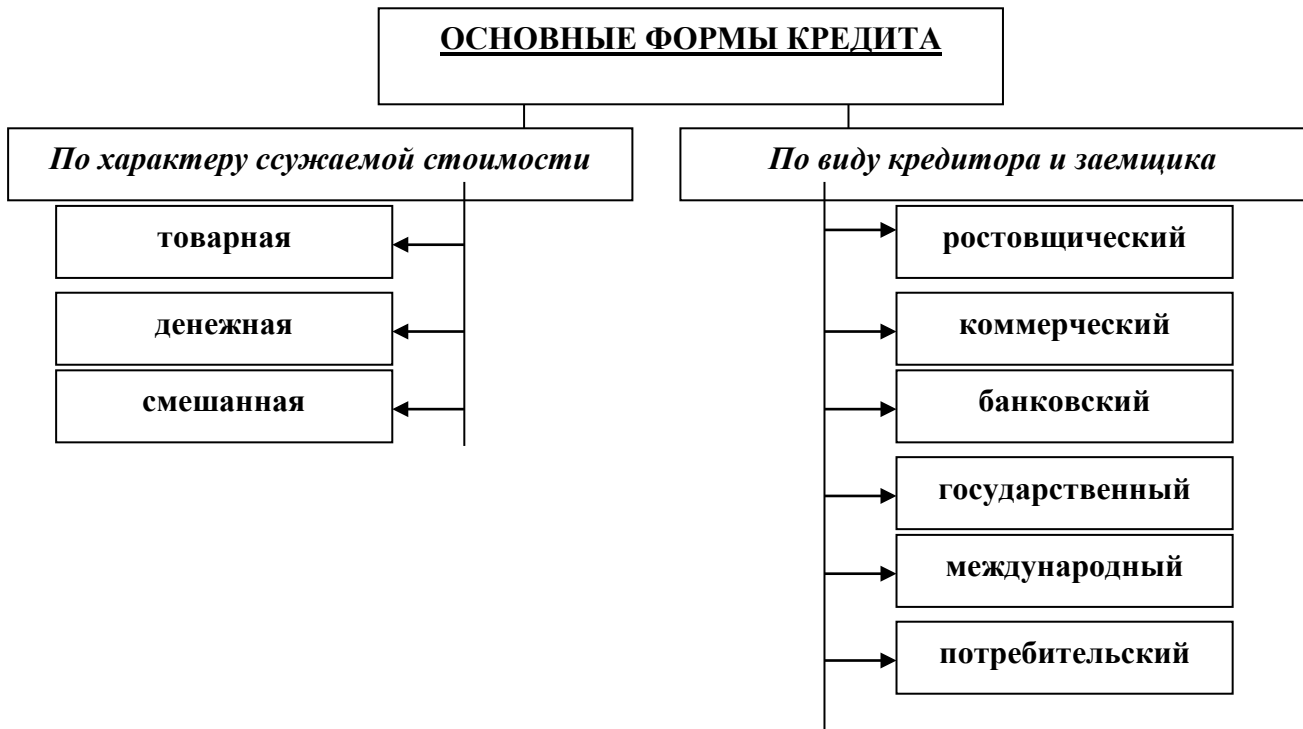 ОСНОВНЫЕ ФОРМЫ КРЕДИТА
По характеру ссужаемой стоимости
товарная
денежная
смешанная
По виду кредитора и заемщика
ростовщический
коммерческий
банковский
государственный
международный
потребительский